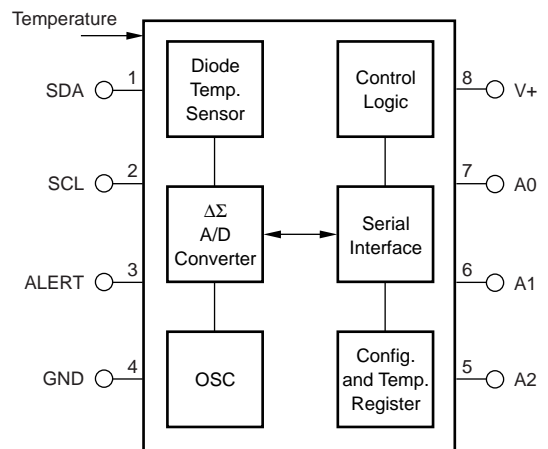 Temperature
1
SDA
Diode
Temp.
Sensor
Control
Logic
8
V+
2
SCL
ΔΣ
A/D
Converter
Serial
Interface
7
A0
3
ALERT
6
A1
4
GND
OSC
Config.
and Temp.
Register
5
A2